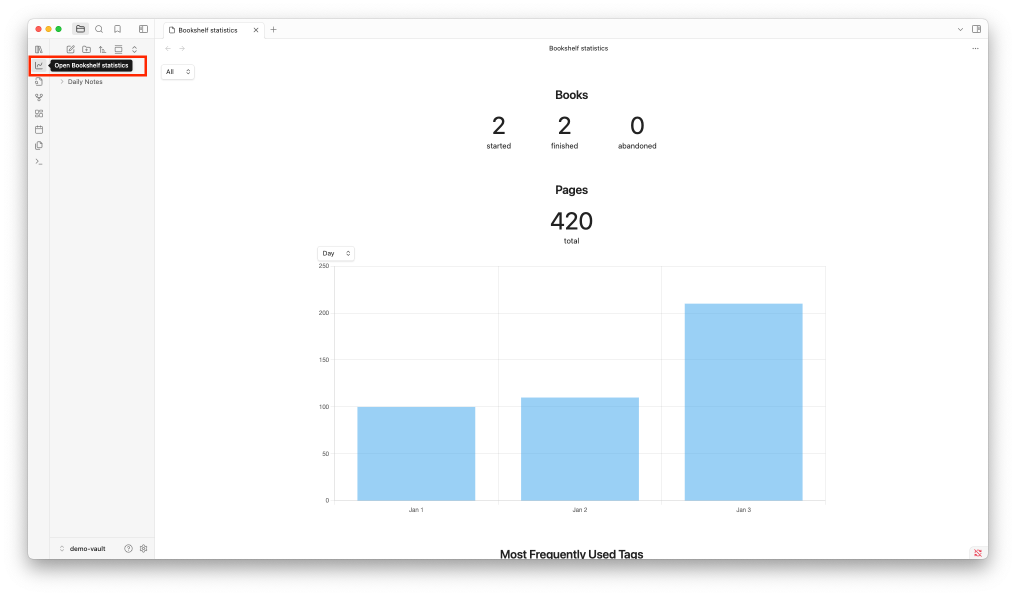 Bookshelf statistics
Bookshelf statistics
Open Bookshelf statistics
All
Daily Notes
Books
2 2 0
started finished abandoned
Pages
420
total
Day
250
200
150
100
50
0
Jan 1 Jan 2 Jan 3
demo-vault
Most Frequently Used Tags